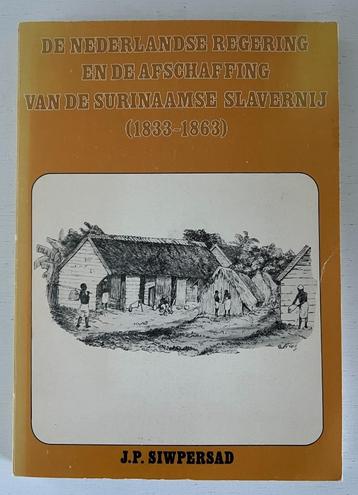 DE NEDERLANDSE REGERING
EN DE AFSCHAFFING
VAN DE SURINAAMSE SLAVERNIJ
(1833-1863)
J.P. SIWPERSAD